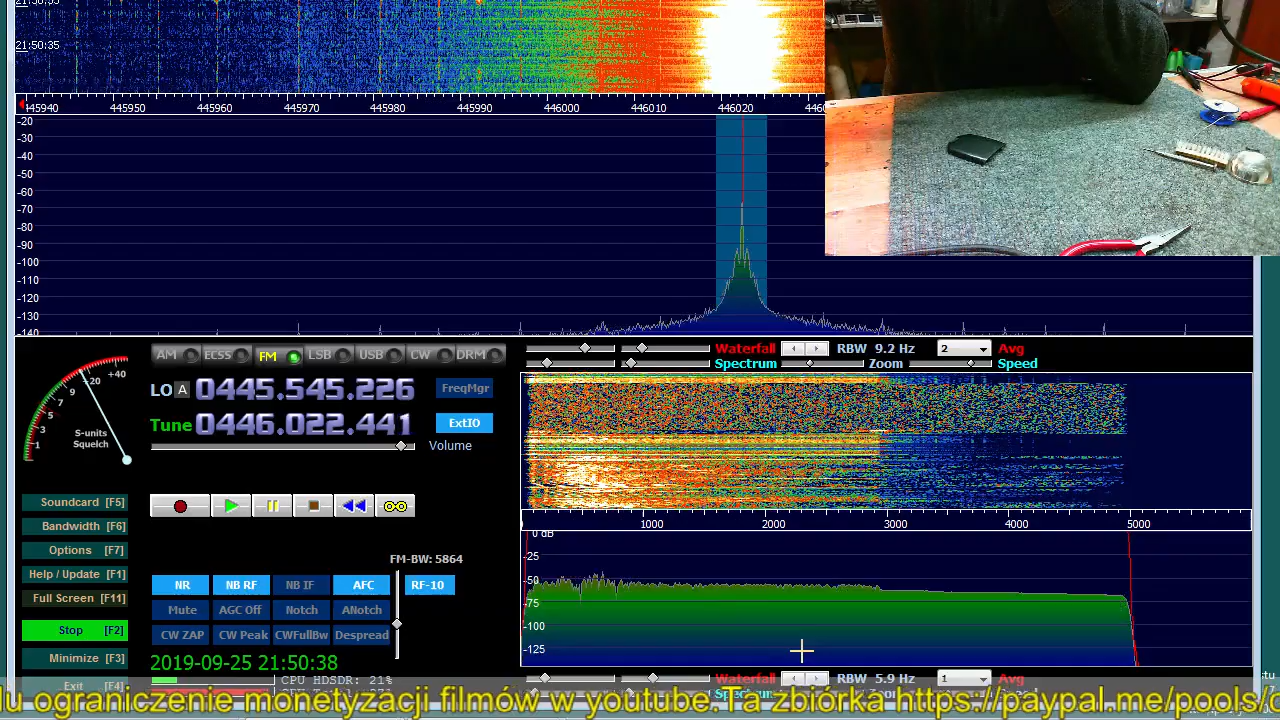 21:50:35
445940 445950 445960 445970 445980 445990 446000 446010 446020
-20
-30
-40
-50
-60
-70
-80
-90
-100
-110
-120
-130
-140
ECSS FM USB CW DRM
LO A 0445.545.226 FreqMgr
Tune 0446.022.441 ExtIO
Volume
+40
+20
9
7
5
3
1
S-units
Squelch
Soundcard [F5]
Bandwidth [F6]
Options [F7]
Help / Update [F1]
Full Screen [F11]
Stop [F2]
Minimize [F3]
Exit [F4]
FM-BW: 5864
NR NB RF NB IF AFC RF-10
Mute AGC Off Notch ANotch
CW ZAP CW Peak CWFullBw Despread
2019-09-25 21:50:38
CPU HDSDR: 21%
Waterfall RBW 9.2 Hz 2 Avg
Spectrum Zoom Speed
1000 2000 3000 4000 5000
0 dB
-25
-50
-75
-100
-125
Waterfall RBW 5.9 Hz 1 Avg
lu ograniczenie monetyzacji filmów w youtube.Ta zbiórka https://paypal.me/pools/